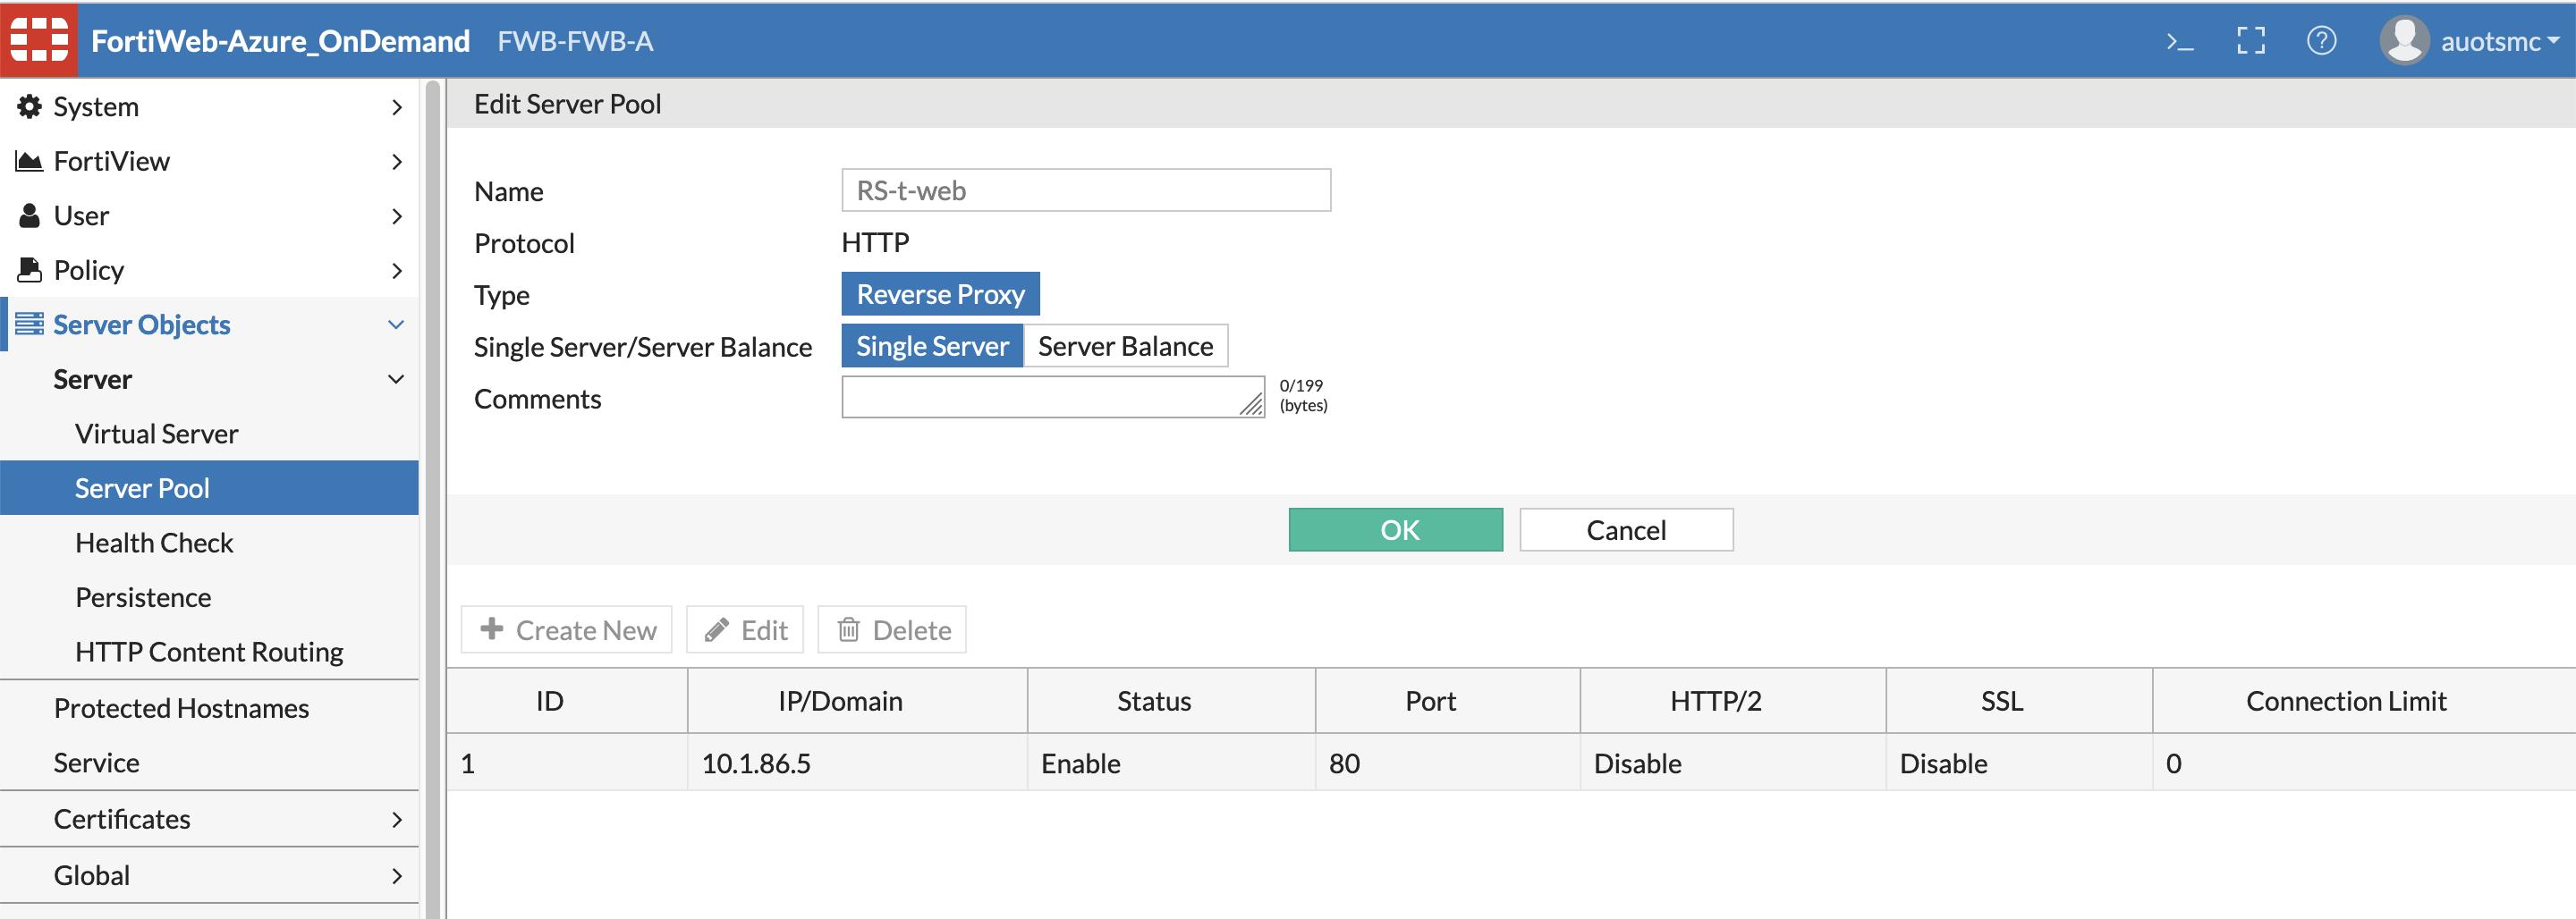 FortiWeb-Azure_OnDemand FWB-FWB-A
>_
?
auotsmc
System
FortiView
User
Policy
Server Objects
Server
Virtual Server
Server Pool
Health Check
Persistence
HTTP Content Routing
Protected Hostnames
Service
Certificates
Global
Edit Server Pool
Name RS-t-web
Protocol HTTP
Type Reverse Proxy
Single Server/Server Balance Single Server Server Balance
Comments 0/199
(bytes)
OK Cancel
Create New Edit Delete
ID IP/Domain Status Port HTTP/2 SSL Connection Limit
1 10.1.86.5 Enable 80 Disable Disable 0